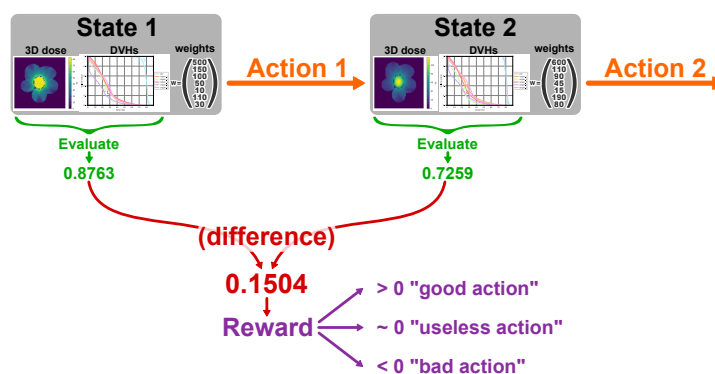 State 1
3D dose DVHs weights
w =
500
150
100
50
10
110
30
Action 1
State 2
3D dose DVHs weights
w =
600
110
90
45
15
190
80
Action 2
Evaluate
0.8763
Evaluate
0.7259
(difference)
0.1504
Reward
> 0 "good action"
~ 0 "useless action"
< 0 "bad action"